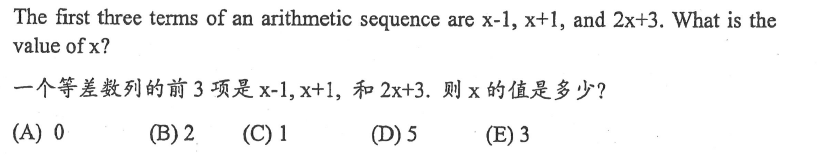 The first three terms of an arithmetic sequence are x-1, x+1, and 2x+3. What is the
value of x?
一个等差数列的前 3 项是 x-1, x+1, 和 2x+3. 则 x 的值是多少?
(A) 0 (B) 2 (C) 1 (D) 5 (E) 3